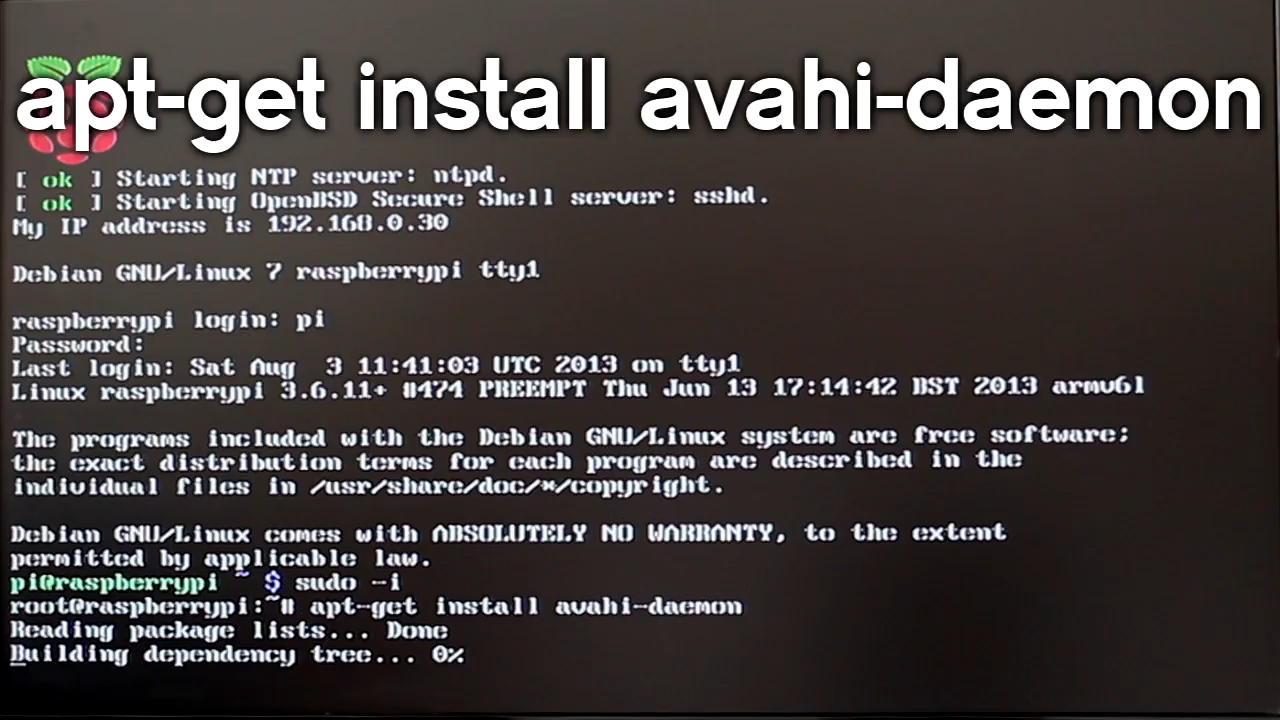 apt-get install avahi-daemon
[ ok ] Starting NTP server: ntpd.
[ ok ] Starting OpenBSD Secure Shell server: sshd.
My IP address is 192.168.0.30
Debian GNU/Linux 7 raspberrypi tty1
raspberrypi login: pi
Password:
Last login: Sat Aug  3 11:41:03 UTC 2013 on tty1
Linux raspberrypi 3.6.11+ #474 PREEMPT Thu Jun 13 17:14:42 BST 2013 armv6l
The programs included with the Debian GNU/Linux system are free software;
the exact distribution terms for each program are described in the
individual files in /usr/share/doc/*/copyright.
Debian GNU/Linux comes with ABSOLUTELY NO WARRANTY, to the extent
permitted by applicable law.
pi@raspberrypi ~ $ sudo -i
root@raspberrypi:~# apt-get install avahi-daemon
Reading package lists... Done
Building dependency tree... 0%